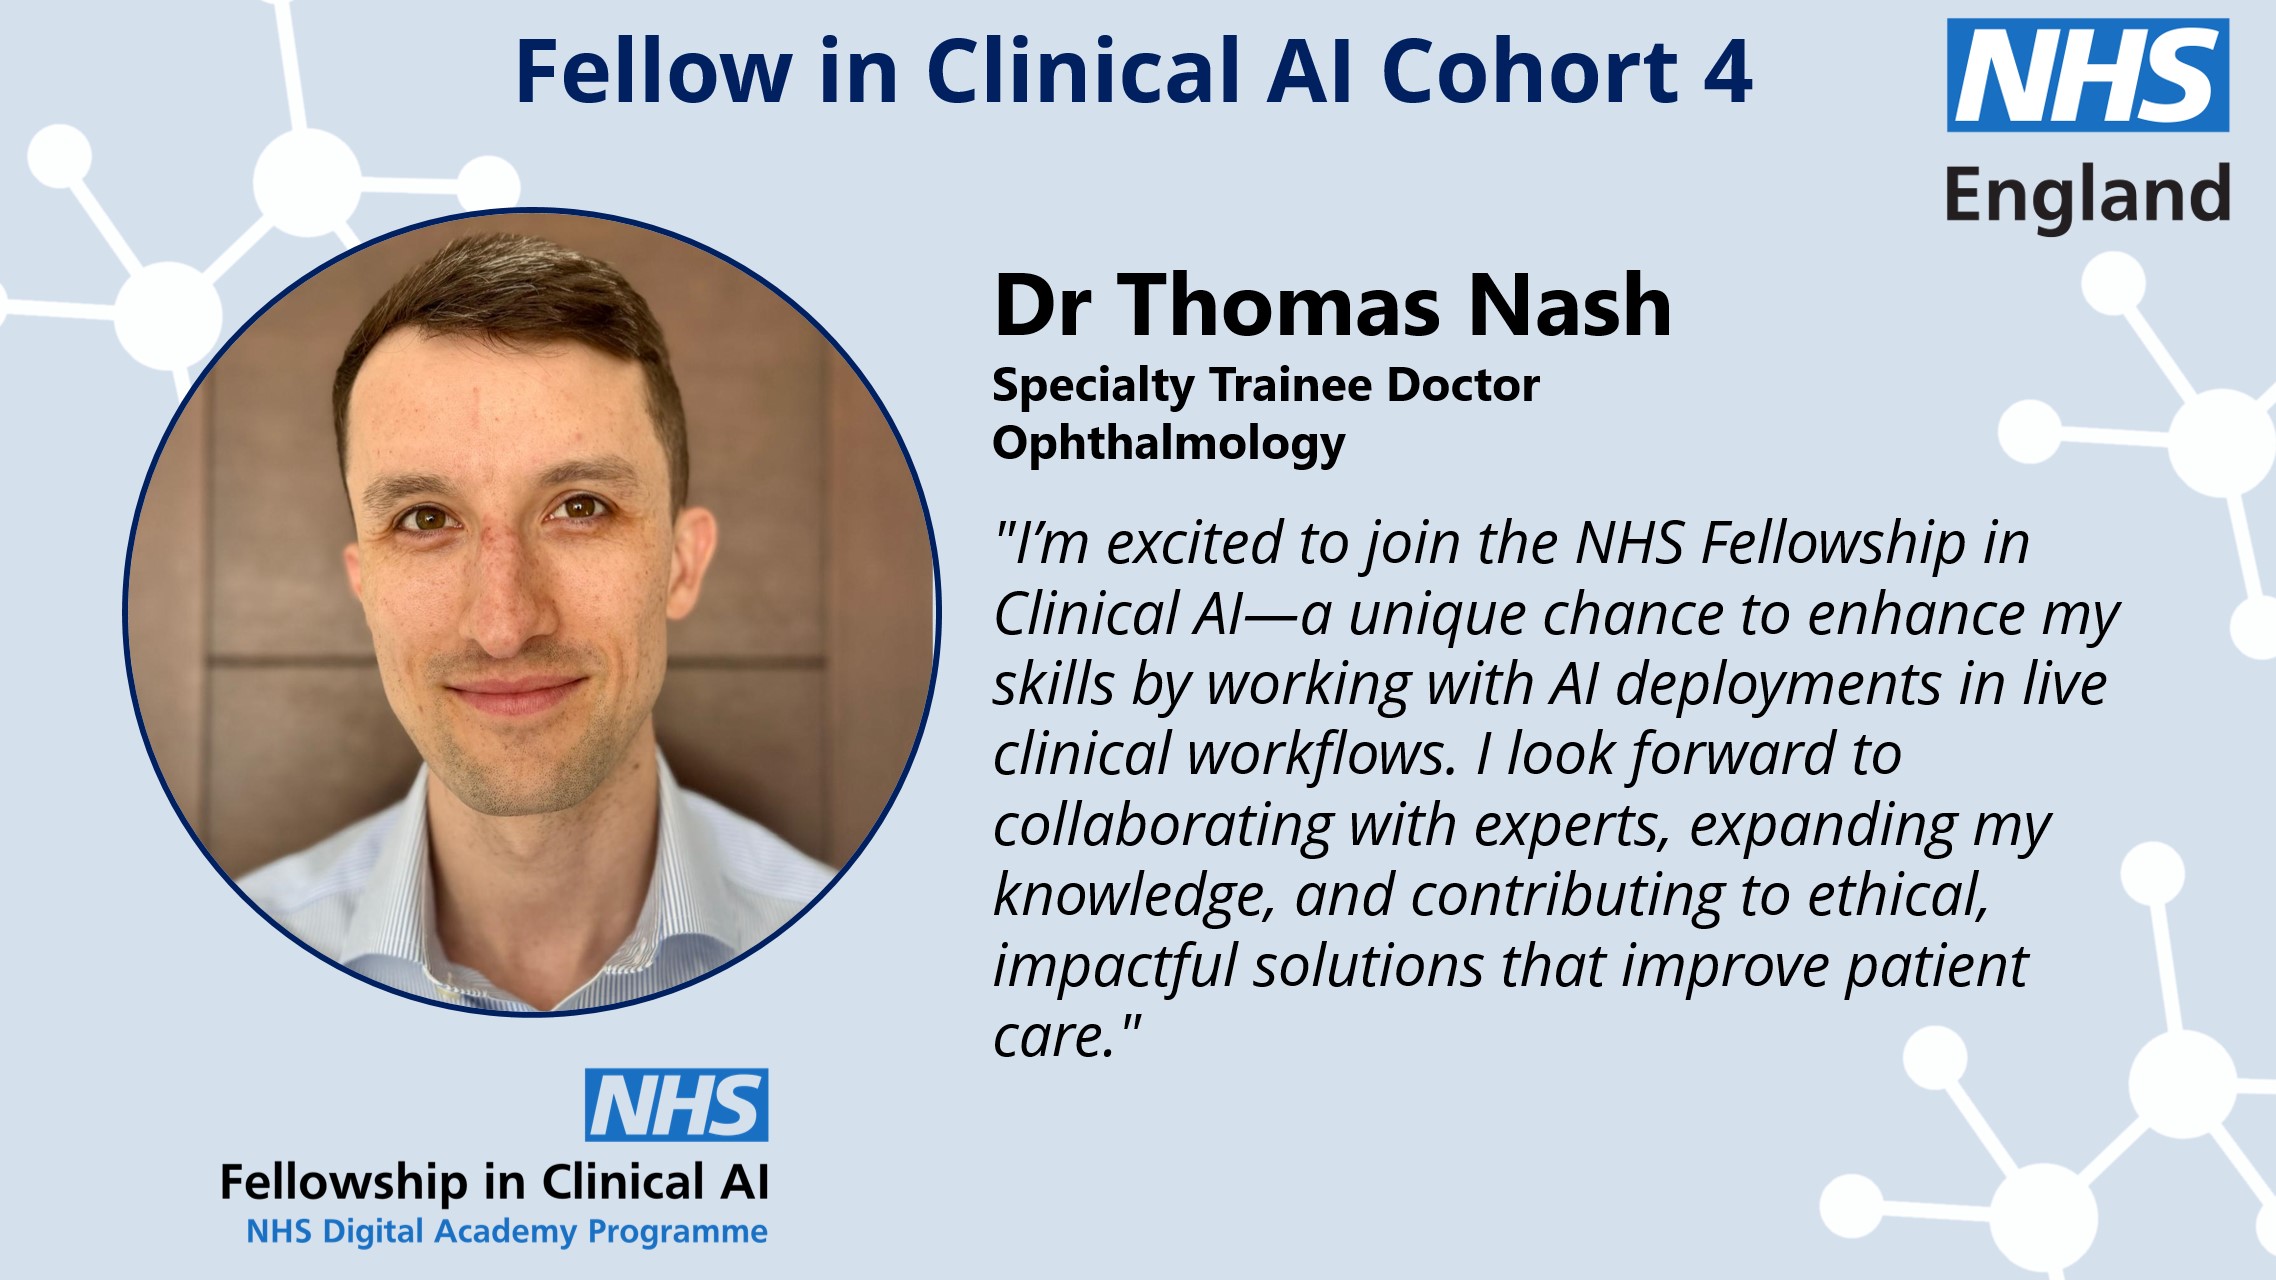 Fellow in Clinical AI Cohort 4
NHS
England
Dr Thomas Nash
Specialty Trainee Doctor
Ophthalmology
"I’m excited to join the NHS Fellowship in
Clinical AI—a unique chance to enhance my
skills by working with AI deployments in live
clinical workflows. I look forward to
collaborating with experts, expanding my
knowledge, and contributing to ethical,
impactful solutions that improve patient
care."
NHS
Fellowship in Clinical AI
NHS Digital Academy Programme